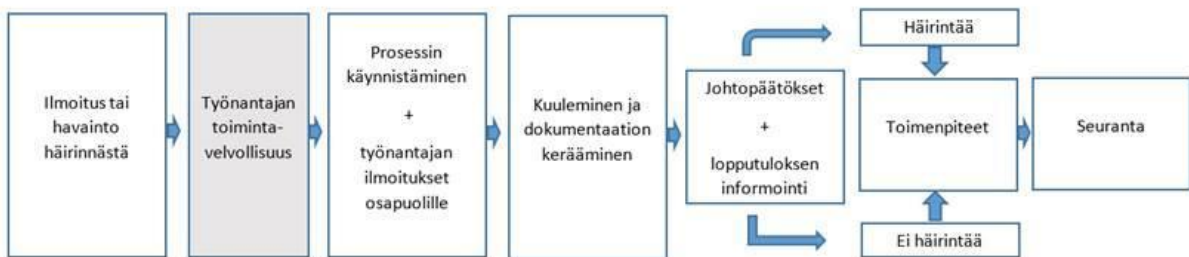 Ilmoitus tai
havainto
häirinnästä
Työnantajan
toiminta-
velvollisuus
Prosessin
käynnistäminen
+
työnantajan
ilmoitukset
osapuolille
Kuuleminen ja
dokumentaation
kerääminen
Johtopäätökset
+
lopputuloksen
informointi
Häirintää
Toimenpiteet
Ei häirintää
Seuranta